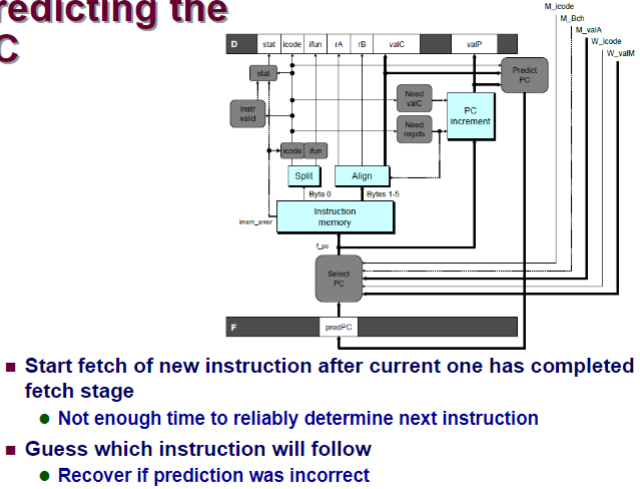 redicting the
C
M_icode
M_Bch
M_valA
W_icode
W_valM
D stat icode ifun rA rB valC valP
stat
Predict
PC
Instr
valid
Need
valC
PC
increment
Need
regids
icode ifun
Split
Align
Byte 0
Bytes 1-5
imem_error
Instruction
memory
f_pc
Select
PC
F predPC
■ Start fetch of new instruction after current one has completed
fetch stage
● Not enough time to reliably determine next instruction
■ Guess which instruction will follow
● Recover if prediction was incorrect